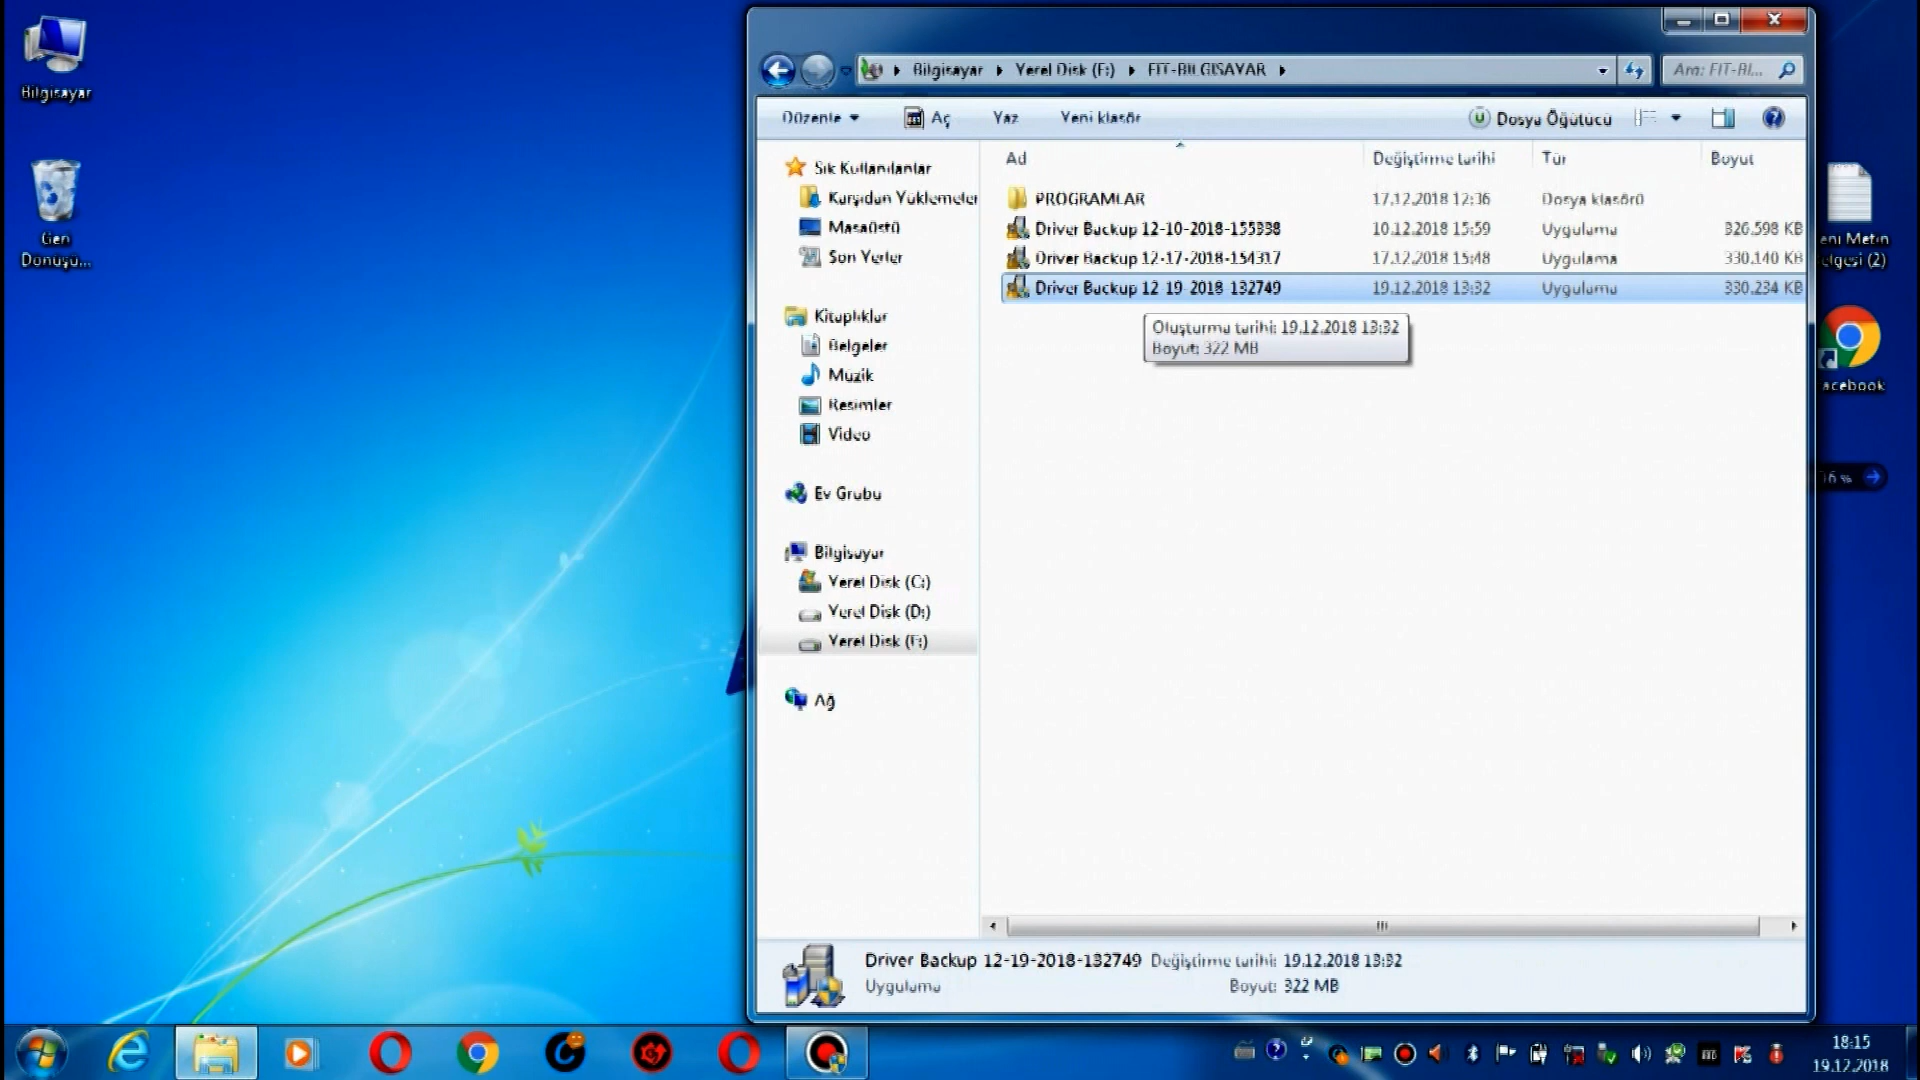 Bilgisayar
Geri
Dönüşü...
Bilgisayar
Yerel Disk (F:)
FIT-BILGISAYAR
Ara: FIT-BI...
Düzenle
Aç
Yaz
Yeni klasör
Dosya Öğütücü
Ad
Değiştirme tarihi
Tür
Boyut
PROGRAMLAR
17.12.2018 12:36
Dosya klasörü
Driver Backup 12-10-2018-155338
10.12.2018 15:59
Uygulama
326.598 KB
Driver Backup 12-17-2018-154317
17.12.2018 15:48
Uygulama
330.140 KB
Driver Backup 12-19-2018-132749
19.12.2018 13:32
Uygulama
330.234 KB
Oluşturma tarihi: 19.12.2018 13:32
Boyut: 322 MB
Sık Kullanılanlar
Karşıdan Yüklemeler
Masaüstü
Son Yerler
Kitaplıklar
Belgeler
Müzik
Resimler
Video
Ev Grubu
Bilgisayar
Yerel Disk (C:)
Yerel Disk (D:)
Yerel Disk (F:)
Ağ
Driver Backup 12-19-2018-132749
Değiştirme tarihi: 19.12.2018 13:32
Uygulama
Boyut: 322 MB
eni Metin
elgesi (2)
acebook
16 %
18:15
19.12.2018